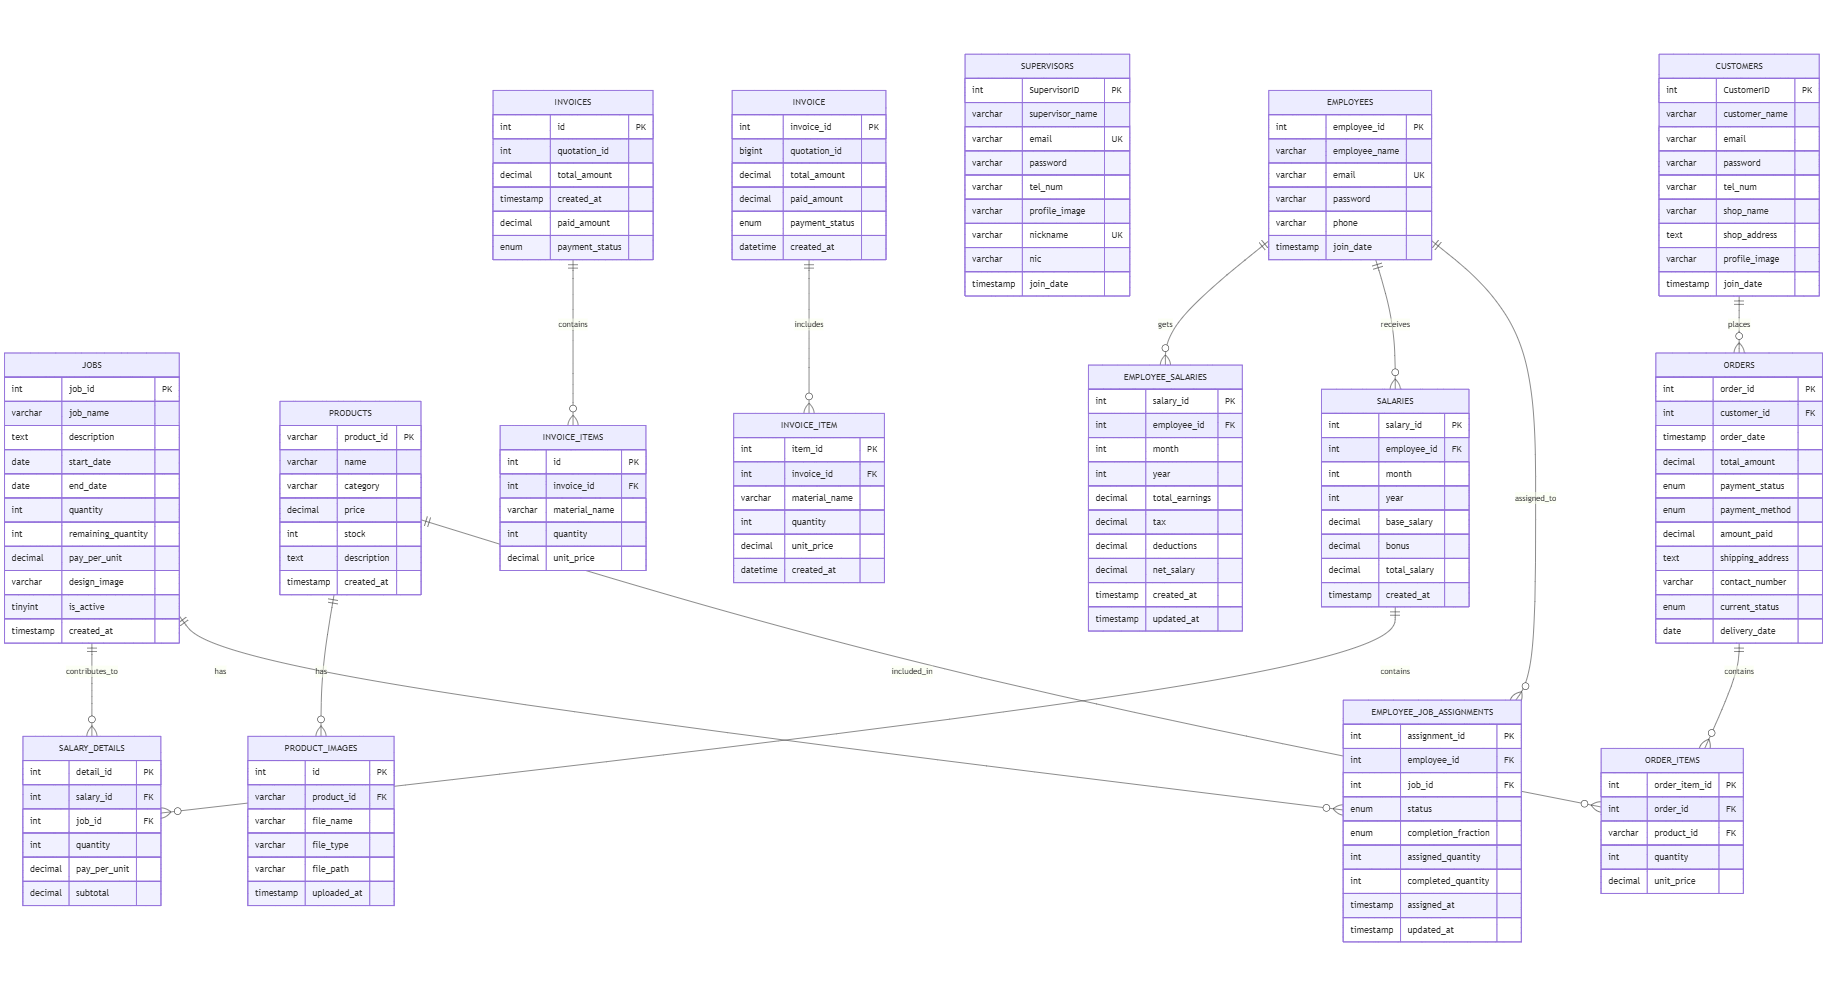 SUPERVISORS
int SupervisorID PK
varchar supervisor_name
varchar email UK
varchar password
varchar tel_num
varchar profile_image
varchar nickname UK
varchar nic
timestamp join_date
CUSTOMERS
int CustomerID PK
varchar customer_name
varchar email
varchar password
varchar tel_num
varchar shop_name
text shop_address
varchar profile_image
timestamp join_date
INVOICES
int id PK
int quotation_id
decimal total_amount
timestamp created_at
decimal paid_amount
enum payment_status
INVOICE
int invoice_id PK
bigint quotation_id
decimal total_amount
decimal paid_amount
enum payment_status
datetime created_at
EMPLOYEES
int employee_id PK
varchar employee_name
varchar email UK
varchar password
varchar phone
timestamp join_date
contains
includes
gets
receives
places
JOBS
int job_id PK
varchar job_name
text description
date start_date
date end_date
int quantity
int remaining_quantity
decimal pay_per_unit
varchar design_image
tinyint is_active
timestamp created_at
PRODUCTS
varchar product_id PK
varchar name
varchar category
decimal price
int stock
text description
timestamp created_at
INVOICE_ITEMS
int id PK
int invoice_id FK
varchar material_name
int quantity
decimal unit_price
INVOICE_ITEM
int item_id PK
int invoice_id FK
varchar material_name
int quantity
decimal unit_price
datetime created_at
EMPLOYEE_SALARIES
int salary_id PK
int employee_id FK
int month
int year
decimal total_earnings
decimal tax
decimal deductions
decimal net_salary
timestamp created_at
timestamp updated_at
SALARIES
int salary_id PK
int employee_id FK
int month
int year
decimal base_salary
decimal bonus
decimal total_salary
timestamp created_at
assigned_to
ORDERS
int order_id PK
int customer_id FK
timestamp order_date
decimal total_amount
enum payment_status
enum payment_method
decimal amount_paid
text shipping_address
varchar contact_number
enum current_status
date delivery_date
contributes_to
has
has
included_in
contains
contains
SALARY_DETAILS
int detail_id PK
int salary_id FK
int job_id FK
int quantity
decimal pay_per_unit
decimal subtotal
PRODUCT_IMAGES
int id PK
varchar product_id FK
varchar file_name
varchar file_type
varchar file_path
timestamp uploaded_at
EMPLOYEE_JOB_ASSIGNMENTS
int assignment_id PK
int employee_id FK
int job_id FK
enum status
enum completion_fraction
int assigned_quantity
int completed_quantity
timestamp assigned_at
timestamp updated_at
ORDER_ITEMS
int order_item_id PK
int order_id FK
varchar product_id FK
int quantity
decimal unit_price